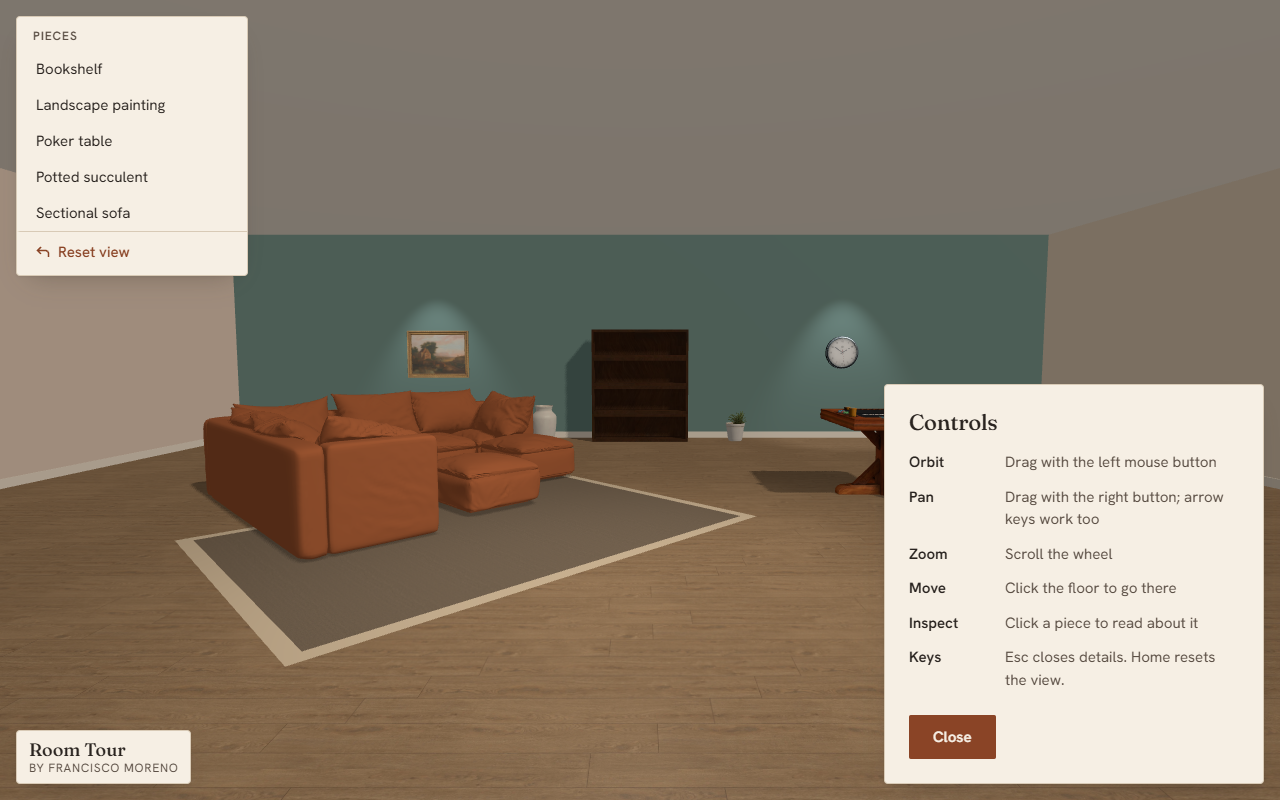 PIECES
Bookshelf
Landscape painting
Poker table
Potted succulent
Sectional sofa
Reset view
Controls
Orbit Drag with the left mouse button
Pan Drag with the right button; arrow
keys work too
Zoom Scroll the wheel
Move Click the floor to go there
Inspect Click a piece to read about it
Keys Esc closes details. Home resets
the view.
Close
Room Tour
BY FRANCISCO MORENO